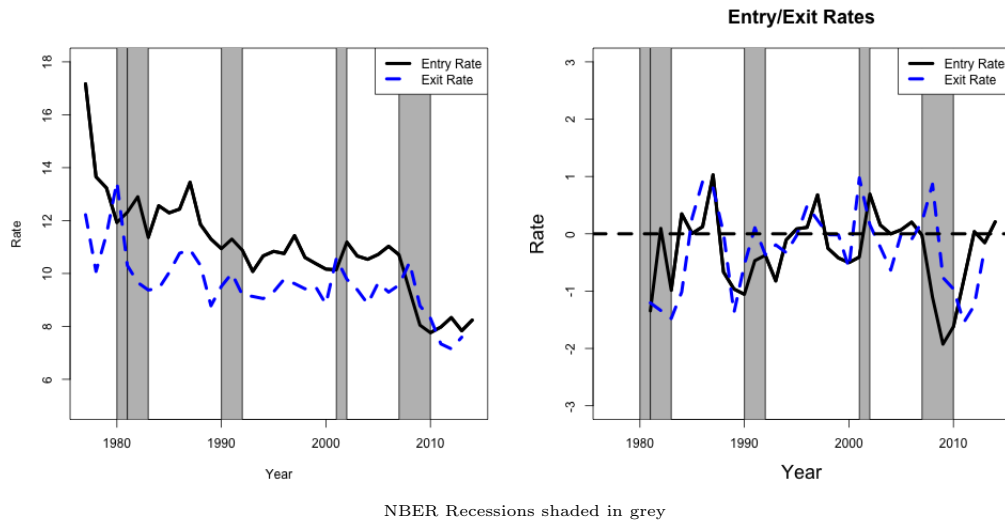 Entry/Exit Rates
Entry Rate
Exit Rate
18
16
14
12
10
8
6
Rate
1980
1990
2000
2010
Year
Entry Rate
Exit Rate
3
2
1
0
-1
-2
-3
Rate
1980
1990
2000
2010
Year
NBER Recessions shaded in grey